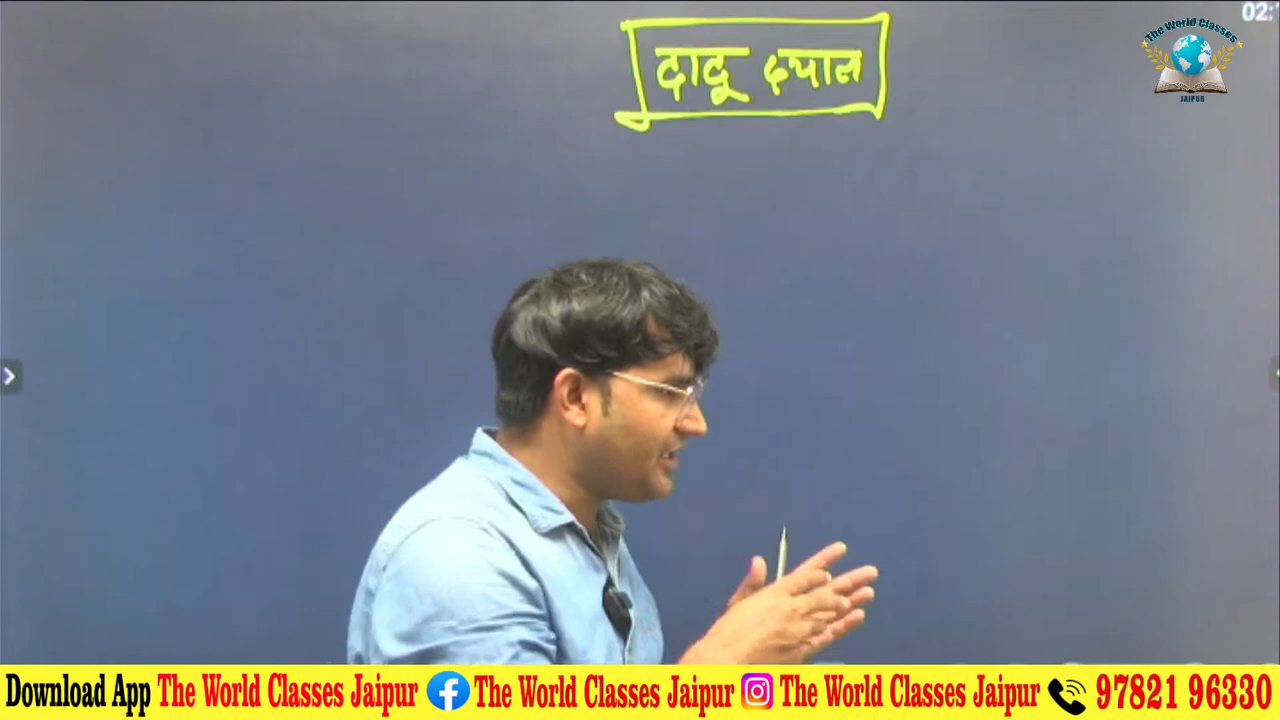 02:
दादू दयाल
The World Classes
JAIPUR
Download App The World Classes Jaipur The World Classes Jaipur The World Classes Jaipur 97821 96330